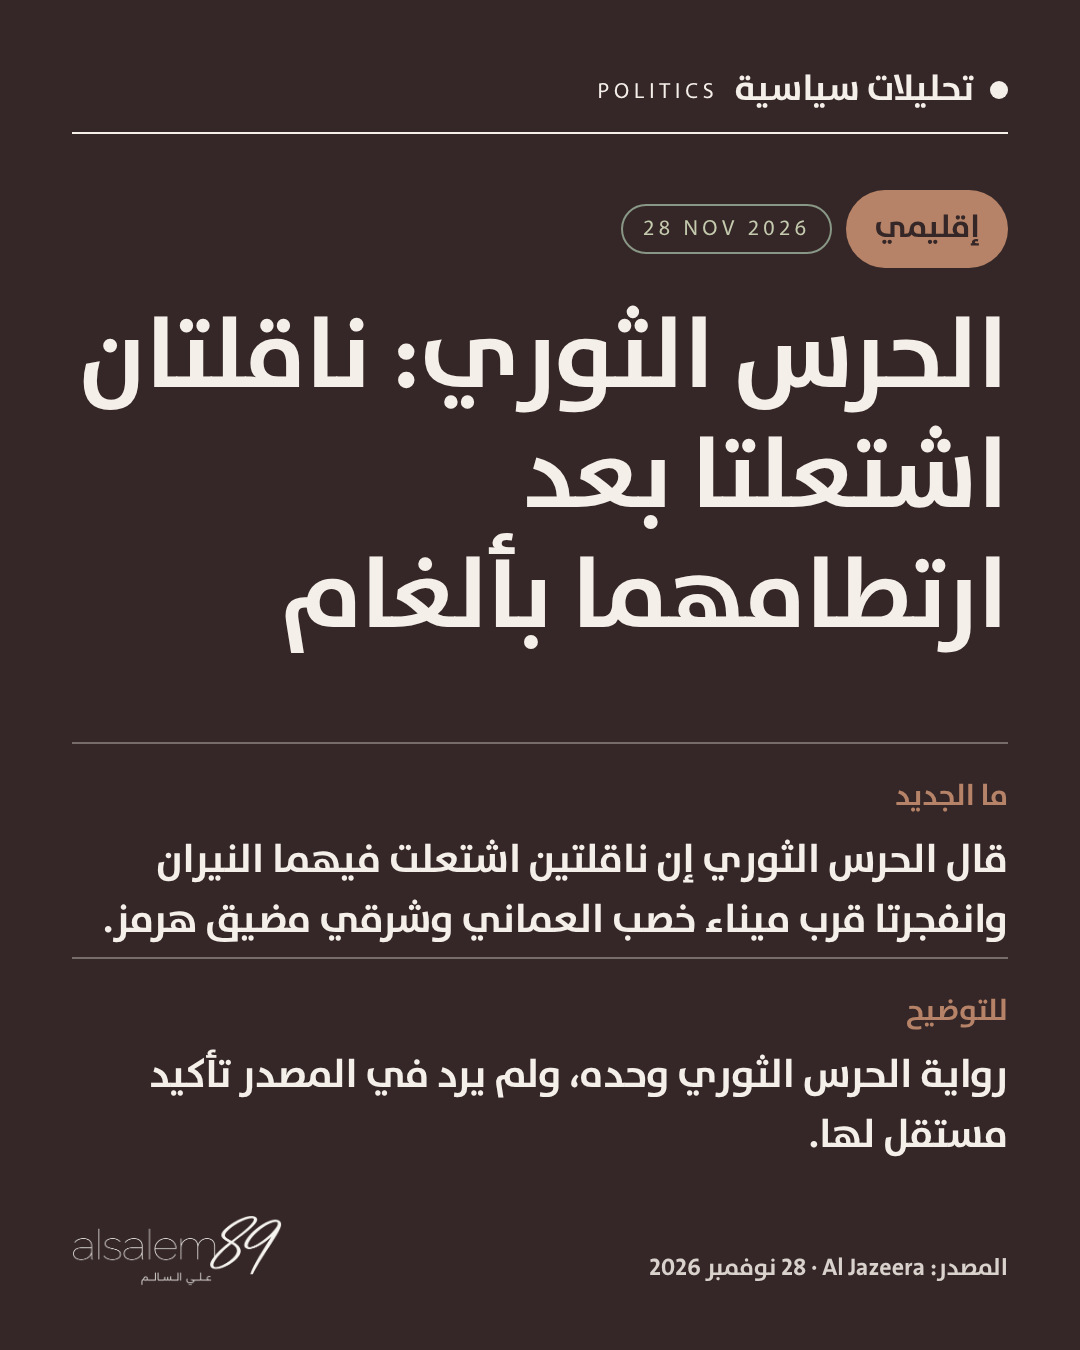 تحليلات سياسية POLITICS
إقليمي 28 NOV 2026
الحرس الثوري: ناقلتان
اشتعلتا بعد
ارتطامهما بألغام
ما الجديد
قال الحرس الثوري إن ناقلتين اشتعلت فيهما النيران
وانفجرتا قرب ميناء خصب العماني وشرقي مضيق هرمز.
للتوضيح
رواية الحرس الثوري وحده، ولم يرد في المصدر تأكيد
مستقل لها.
المصدر: Al Jazeera · 28 نوفمبر 2026
alsalem89
علي السالم